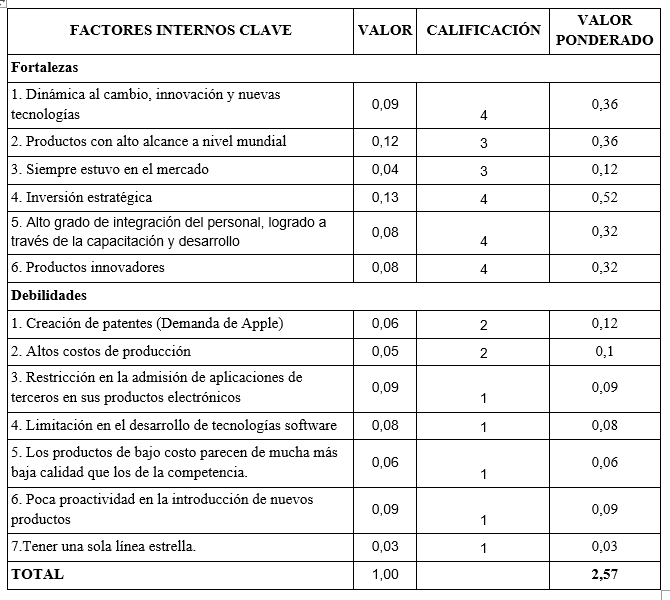 FACTORES INTERNOS CLAVE VALOR CALIFICACIÓN VALOR PONDERADO
Fortalezas
1. Dinámica al cambio, innovación y nuevas
tecnologías 0,09 4 0,36
2. Productos con alto alcance a nivel mundial 0,12 3 0,36
3. Siempre estuvo en el mercado 0,04 3 0,12
4. Inversión estratégica 0,13 4 0,52
5. Alto grado de integración del personal, logrado a
través de la capacitación y desarrollo 0,08 4 0,32
6. Productos innovadores 0,08 4 0,32
Debilidades
1. Creación de patentes (Demanda de Apple) 0,06 2 0,12
2. Altos costos de producción 0,05 2 0,1
3. Restricción en la admisión de aplicaciones de
terceros en sus productos electrónicos 0,09 1 0,09
4. Limitación en el desarrollo de tecnologías software 0,08 1 0,08
5. Los productos de bajo costo parecen de mucha más
baja calidad que los de la competencia. 0,06 1 0,06
6. Poca proactividad en la introducción de nuevos
productos 0,09 1 0,09
7.Tener una sola línea estrella. 0,03 1 0,03
TOTAL 1,00 2,57